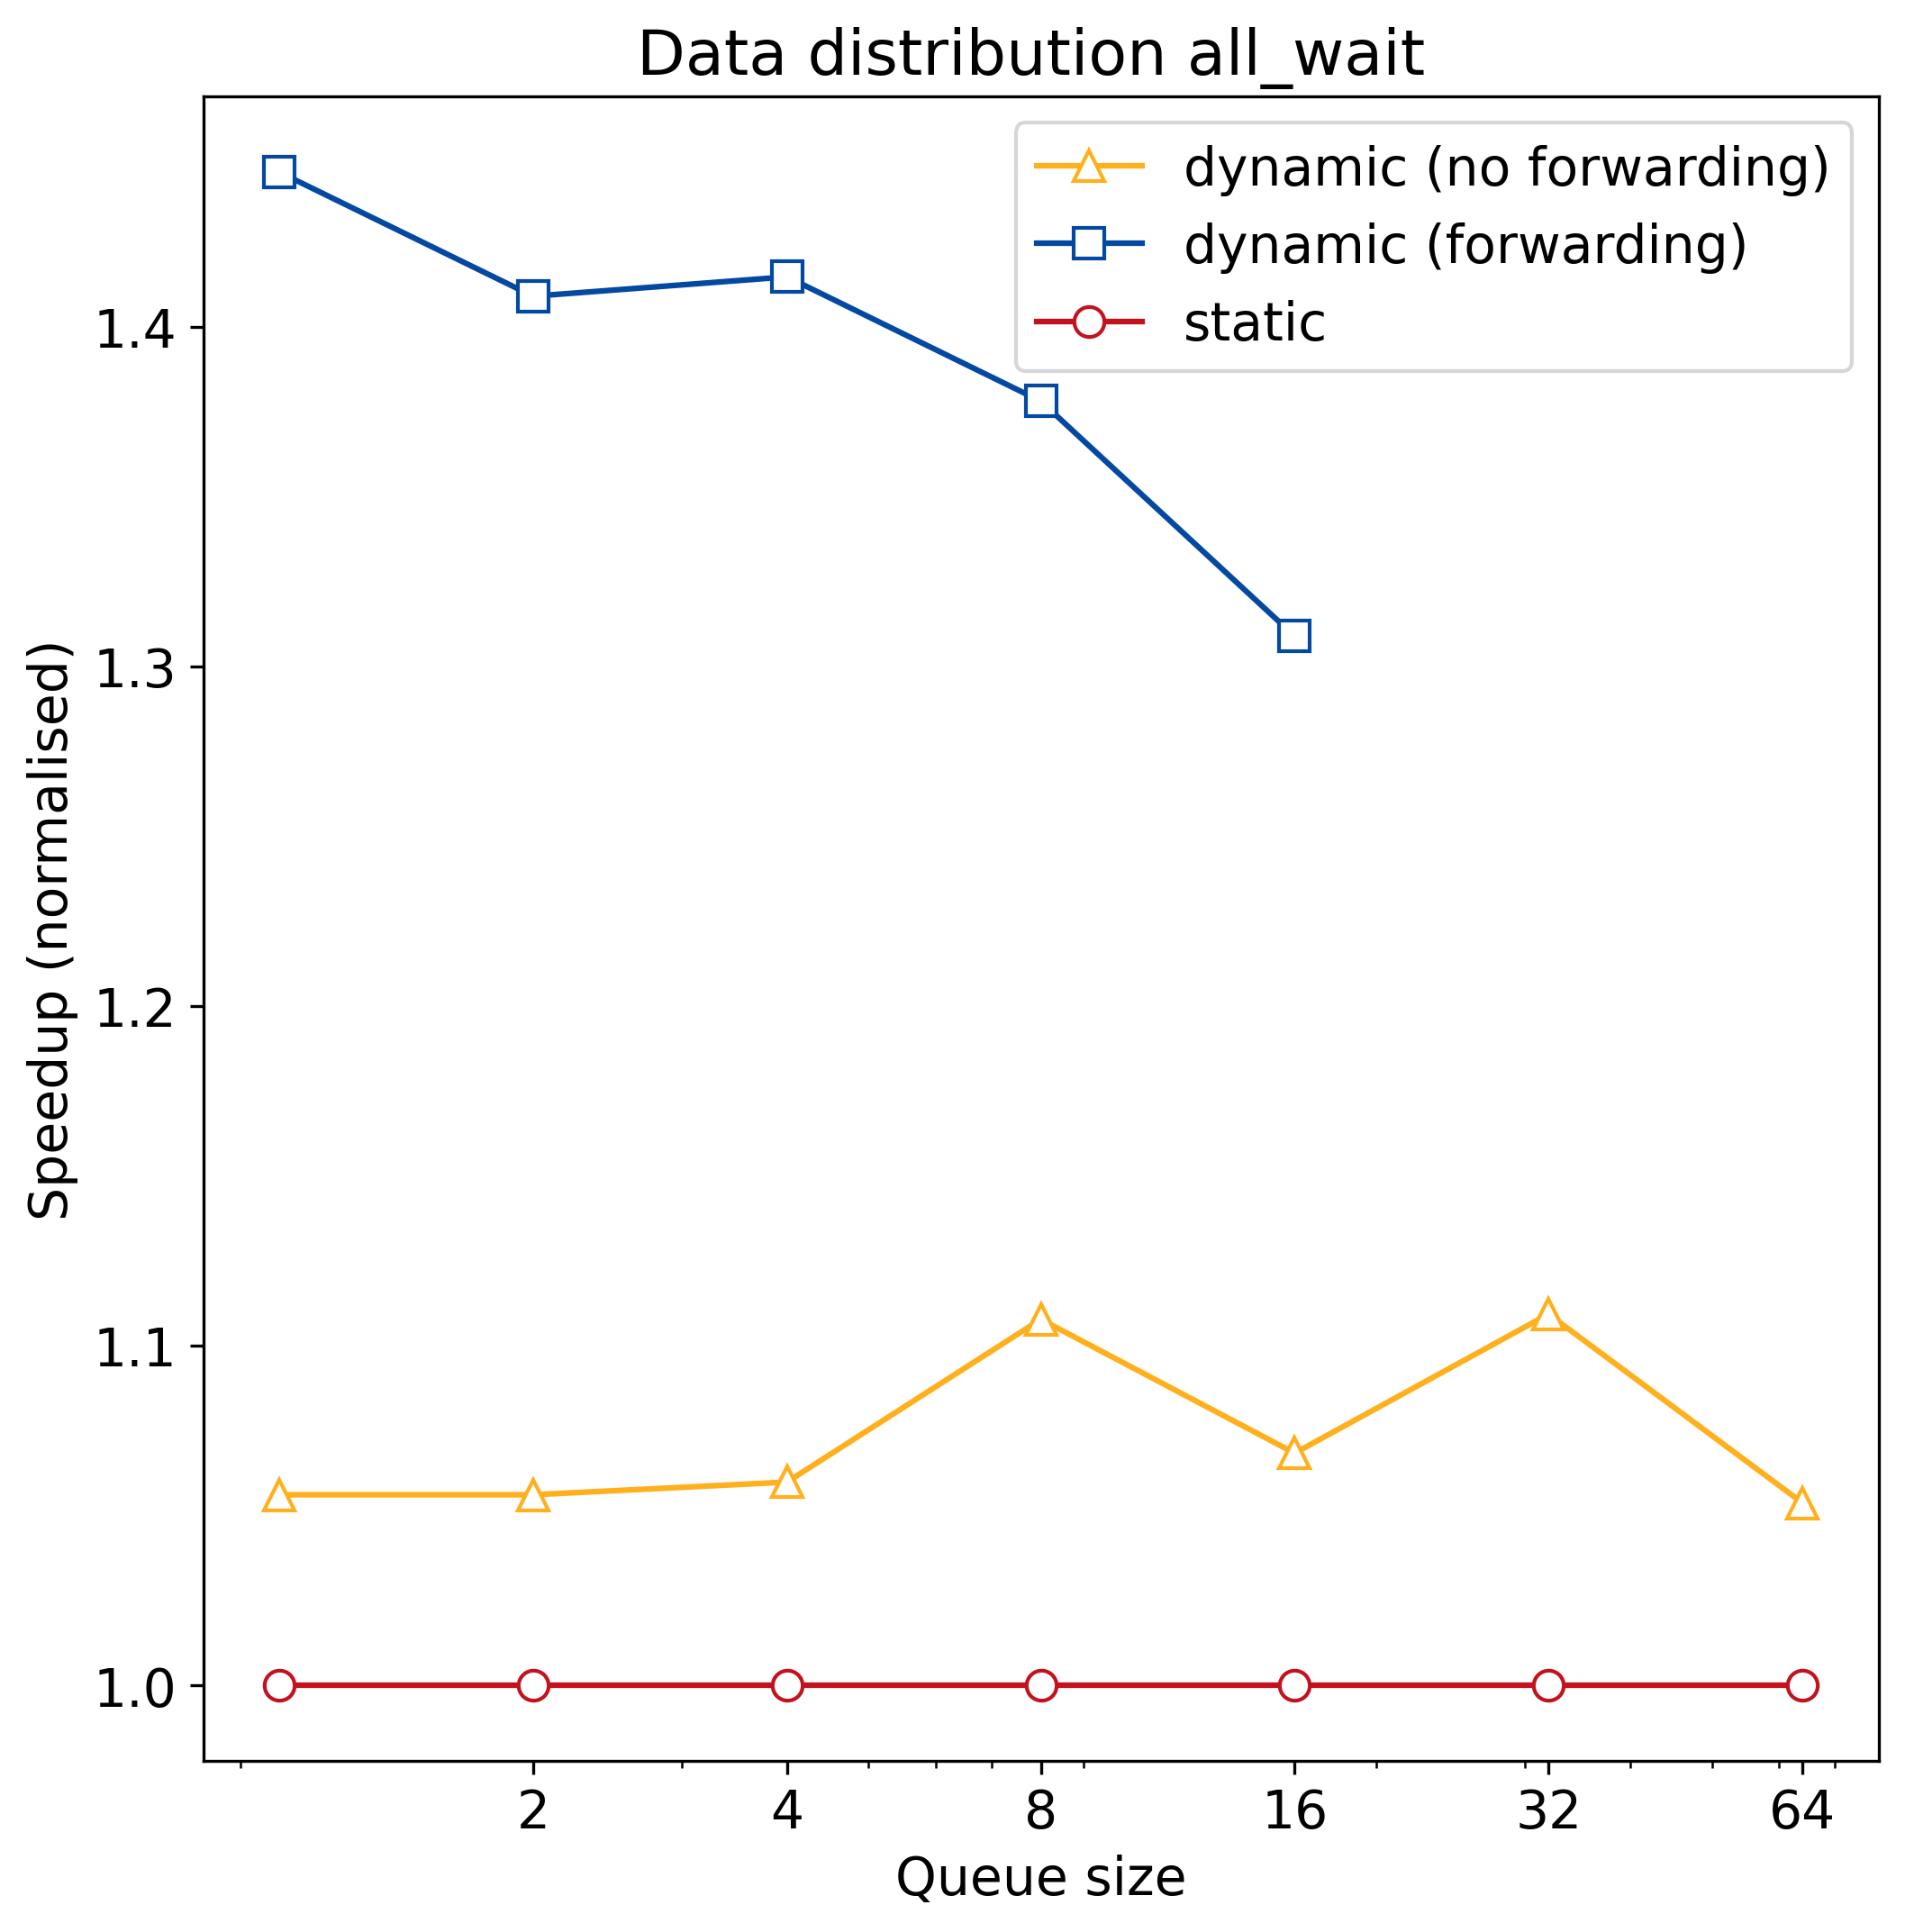 Data distribution all_wait
dynamic (no forwarding)
dynamic (forwarding)
static
Speedup (normalised)
1.4
1.3
1.2
1.1
1.0
2 4 8 16 32 64
Queue size